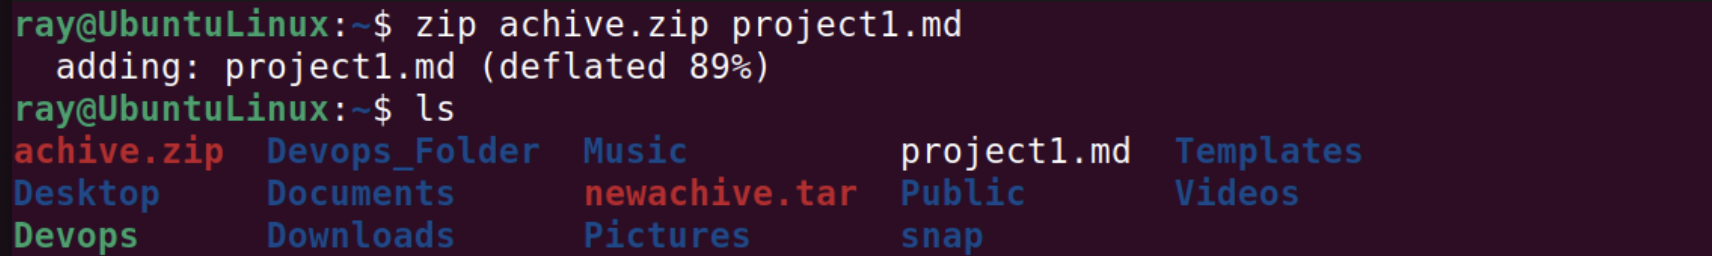 ray@UbuntuLinux:~$ zip achive.zip project1.md
  adding: project1.md (deflated 89%)
ray@UbuntuLinux:~$ ls
achive.zip  Devops_Folder  Music          project1.md  Templates
Desktop     Documents      newachive.tar  Public       Videos
Devops      Downloads      Pictures       snap